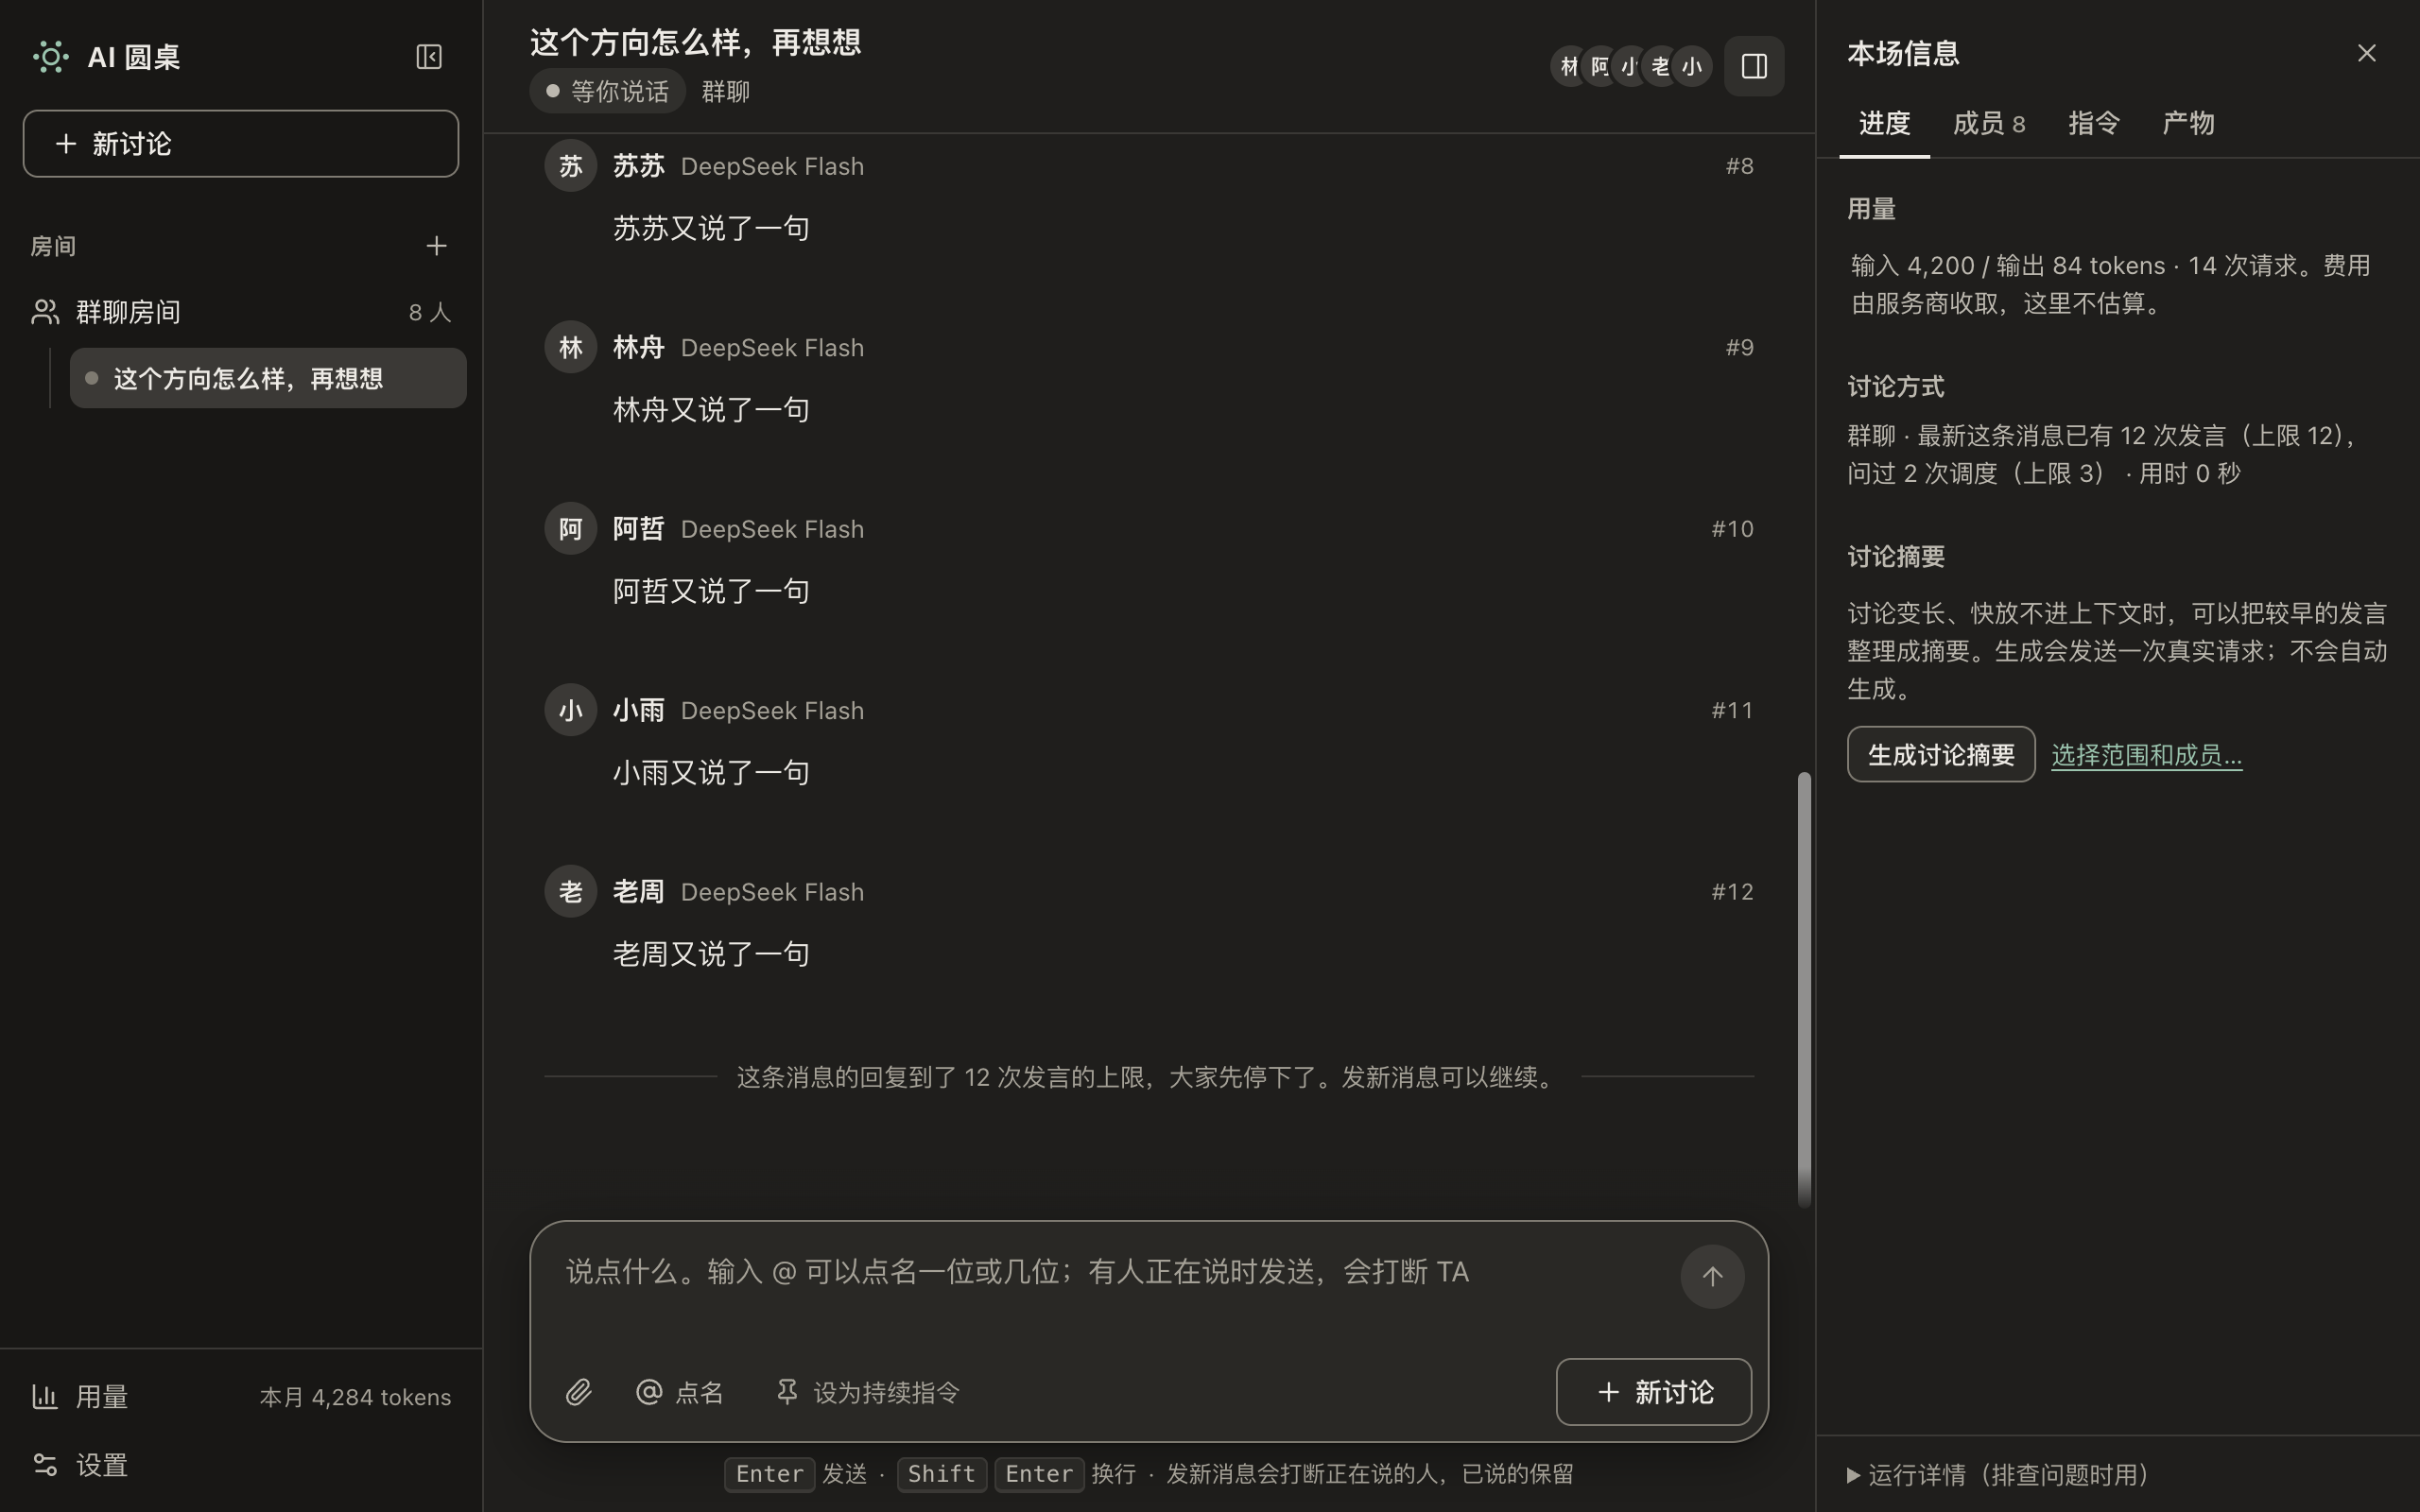 AI 圆桌
新讨论
房间
群聊房间
8 人
这个方向怎么样，再想想
用量
本月 4,284 tokens
设置
这个方向怎么样，再想想
等你说话
群聊
林
阿
小
老
小
苏
苏苏 DeepSeek Flash
#8
苏苏又说了一句
林
林舟 DeepSeek Flash
#9
林舟又说了一句
阿
阿哲 DeepSeek Flash
#10
阿哲又说了一句
小
小雨 DeepSeek Flash
#11
小雨又说了一句
老
老周 DeepSeek Flash
#12
老周又说了一句
这条消息的回复到了 12 次发言的上限，大家先停下了。发新消息可以继续。
说点什么。输入 @ 可以点名一位或几位；有人正在说时发送，会打断 TA
点名
设为持续指令
新讨论
Enter 发送 · Shift Enter 换行 · 发新消息会打断正在说的人，已说的保留
本场信息
进度
成员 8
指令
产物
用量
输入 4,200 / 输出 84 tokens · 14 次请求。费用
由服务商收取，这里不估算。
讨论方式
群聊 · 最新这条消息已有 12 次发言（上限 12），
问过 2 次调度（上限 3） · 用时 0 秒
讨论摘要
讨论变长、快放不进上下文时，可以把较早的发言
整理成摘要。生成会发送一次真实请求；不会自动
生成。
生成讨论摘要
选择范围和成员...
运行详情（排查问题时用）